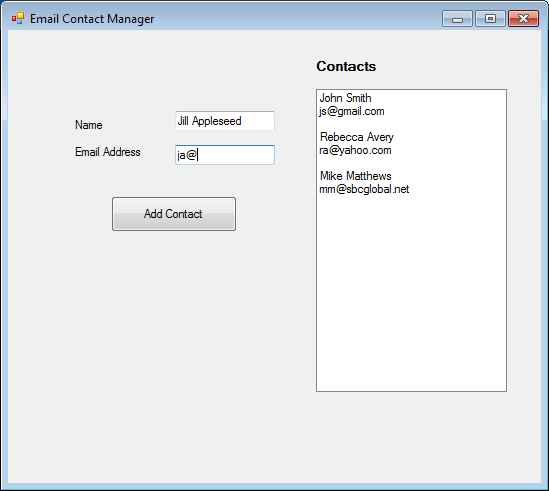 Email Contact Manager
Contacts
Name
Jill Appleseed
Email Address
ja@
Add Contact
John Smith
js@gmail.com
Rebecca Avery
ra@yahoo.com
Mike Matthews
mm@sbcglobal.net